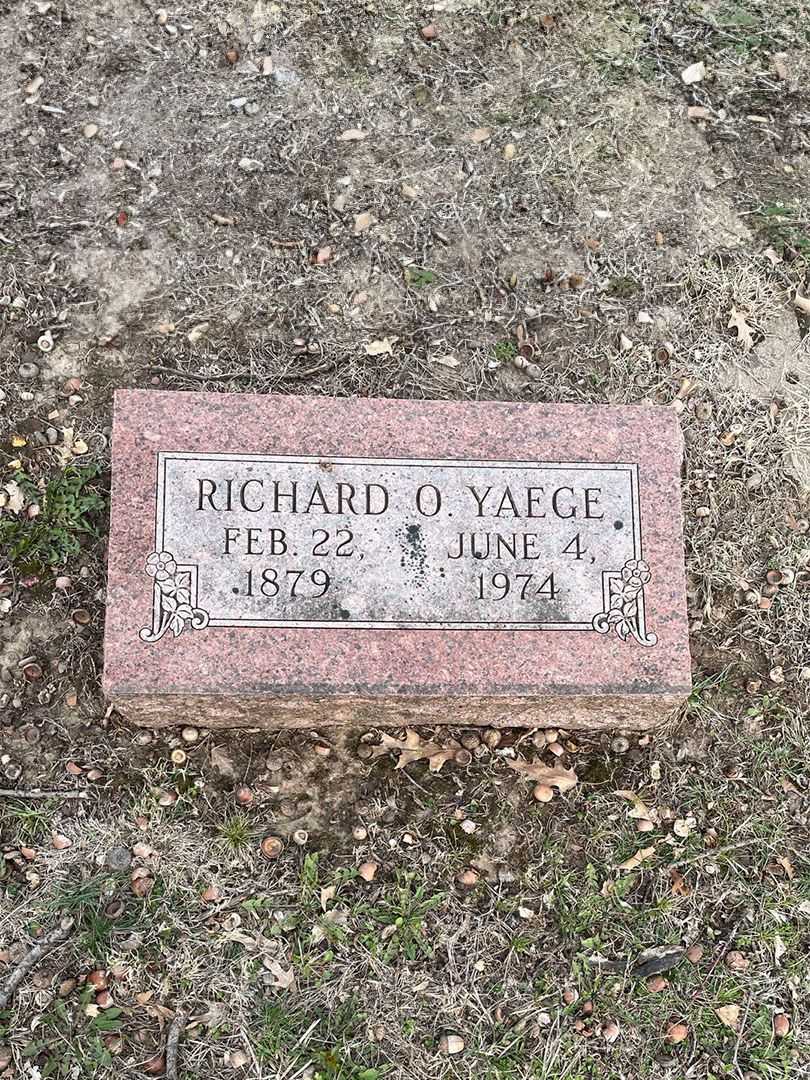 RICHARD O. YAEGE
FEB. 22, JUNE 4,
1879 1974